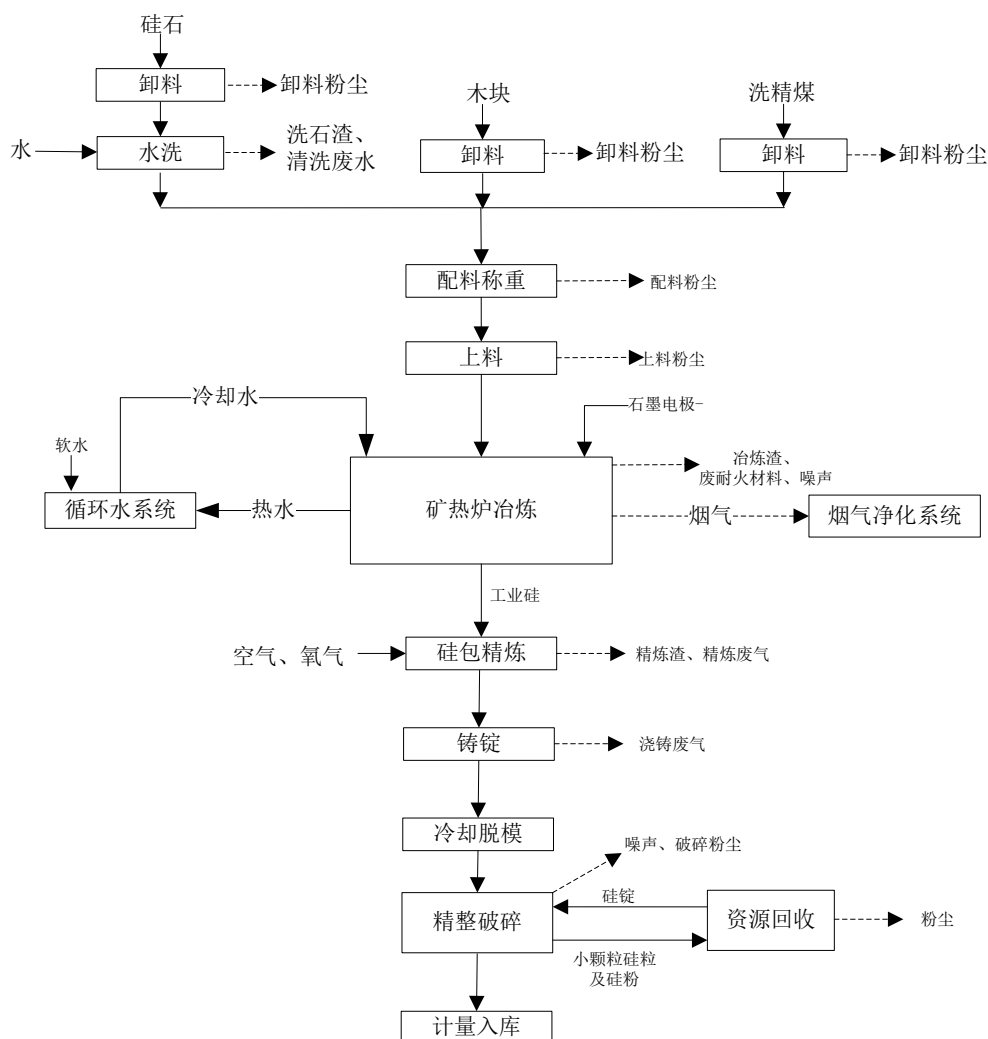 硅石
卸料
卸料粉尘
木块
洗精煤
水
水洗
洗石渣、
清洗废水
卸料
卸料粉尘
卸料
卸料粉尘
配料称重
配料粉尘
上料
上料粉尘
冷却水
石墨电极-
软水
循环水系统
热水
矿热炉冶炼
冶炼渣、
废耐火材料、噪声
烟气
烟气净化系统
工业硅
空气、氧气
硅包精炼
精炼渣、精炼废气
铸锭
浇铸废气
冷却脱模
噪声、破碎粉尘
精整破碎
硅锭
资源回收
粉尘
小颗粒硅粒
及硅粉
计量入库